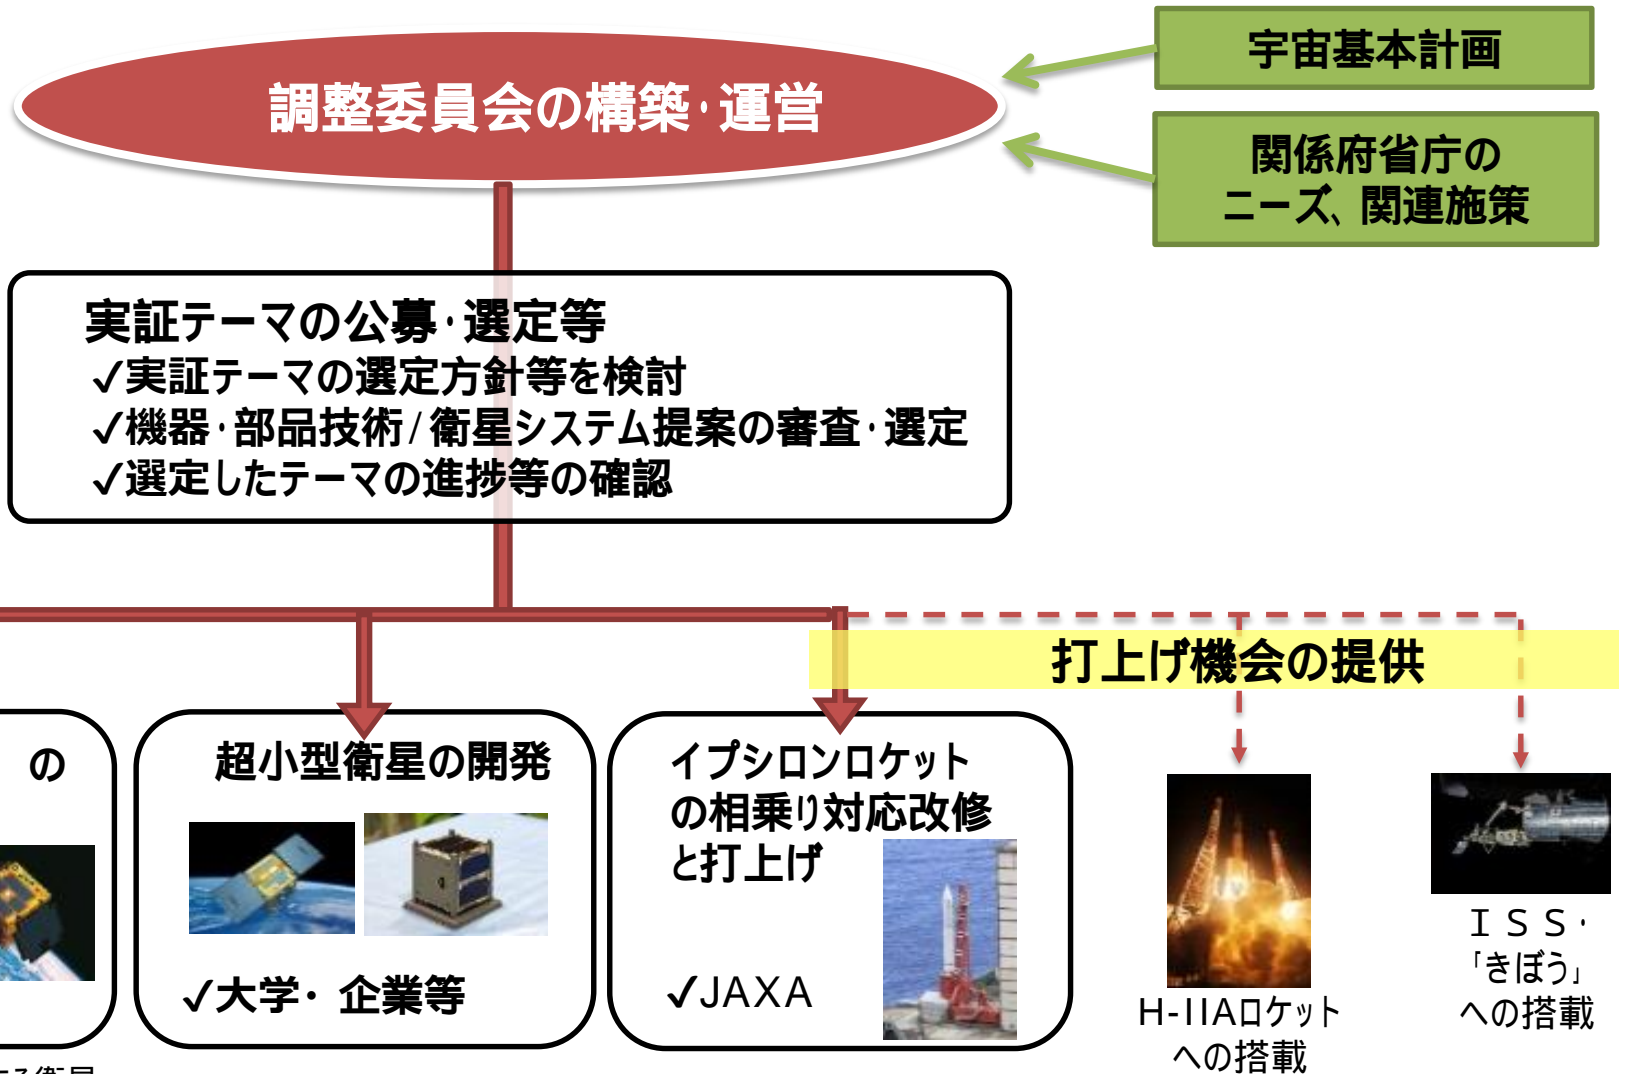 調整委員会の構築・運営
宇宙基本計画
関係府省庁の
ニーズ、関連施策
実証テーマの公募・選定等
✓実証テーマの選定方針等を検討
✓機器・部品技術/衛星システム提案の審査・選定
✓選定したテーマの進捗等の確認
打上げ機会の提供
の
超小型衛星の開発
✓大学・企業等
イプシロンロケット
の相乗り対応改修
と打上げ
✓JAXA
H-IIAロケット
への搭載
ＩＳＳ・
「きぼう」
への搭載